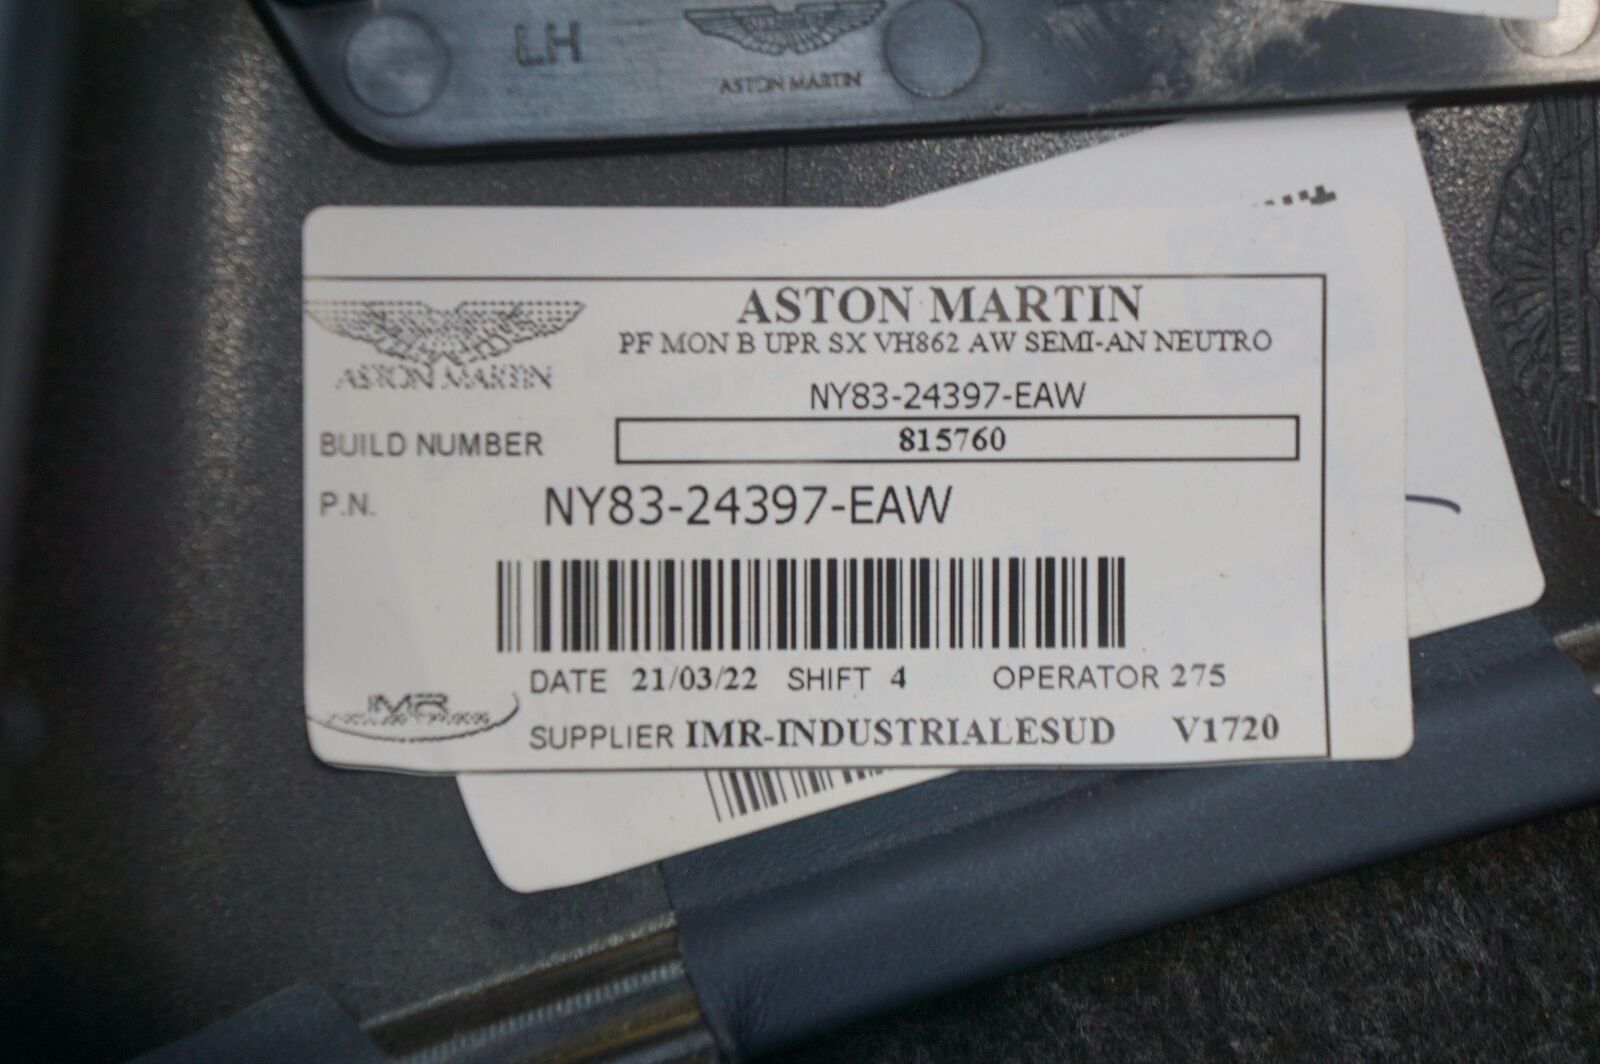 LH
ASTON MARTIN
ASTON MARTIN
PF MON B UPR SX VH862 AW SEMI-AN NEUTRO
ASTON MARTIN
NY83-24397-EAW
BUILD NUMBER 815760
P.N. NY83-24397-EAW
DATE 21/03/22 SHIFT 4 OPERATOR 275
IMR
SUPPLIER IMR-INDUSTRIALESUD V1720